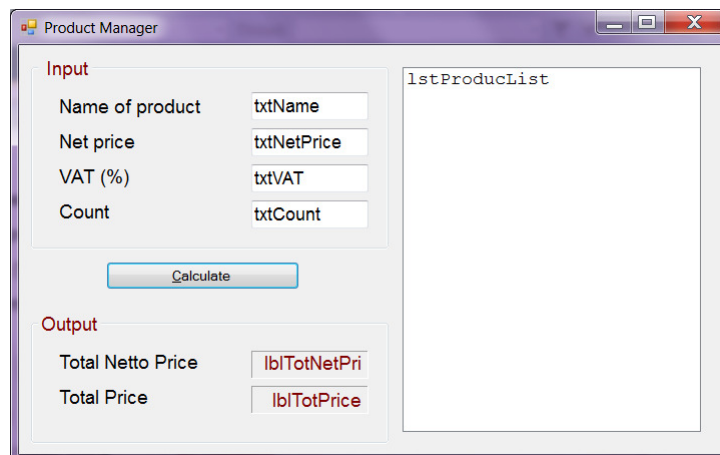 Product Manager
Input
Name of product txtName
Net price txtNetPrice
VAT (%) txtVAT
Count txtCount
Calculate
Output
Total Netto Price lblTotNetPri
Total Price lblTotPrice
lstProducList